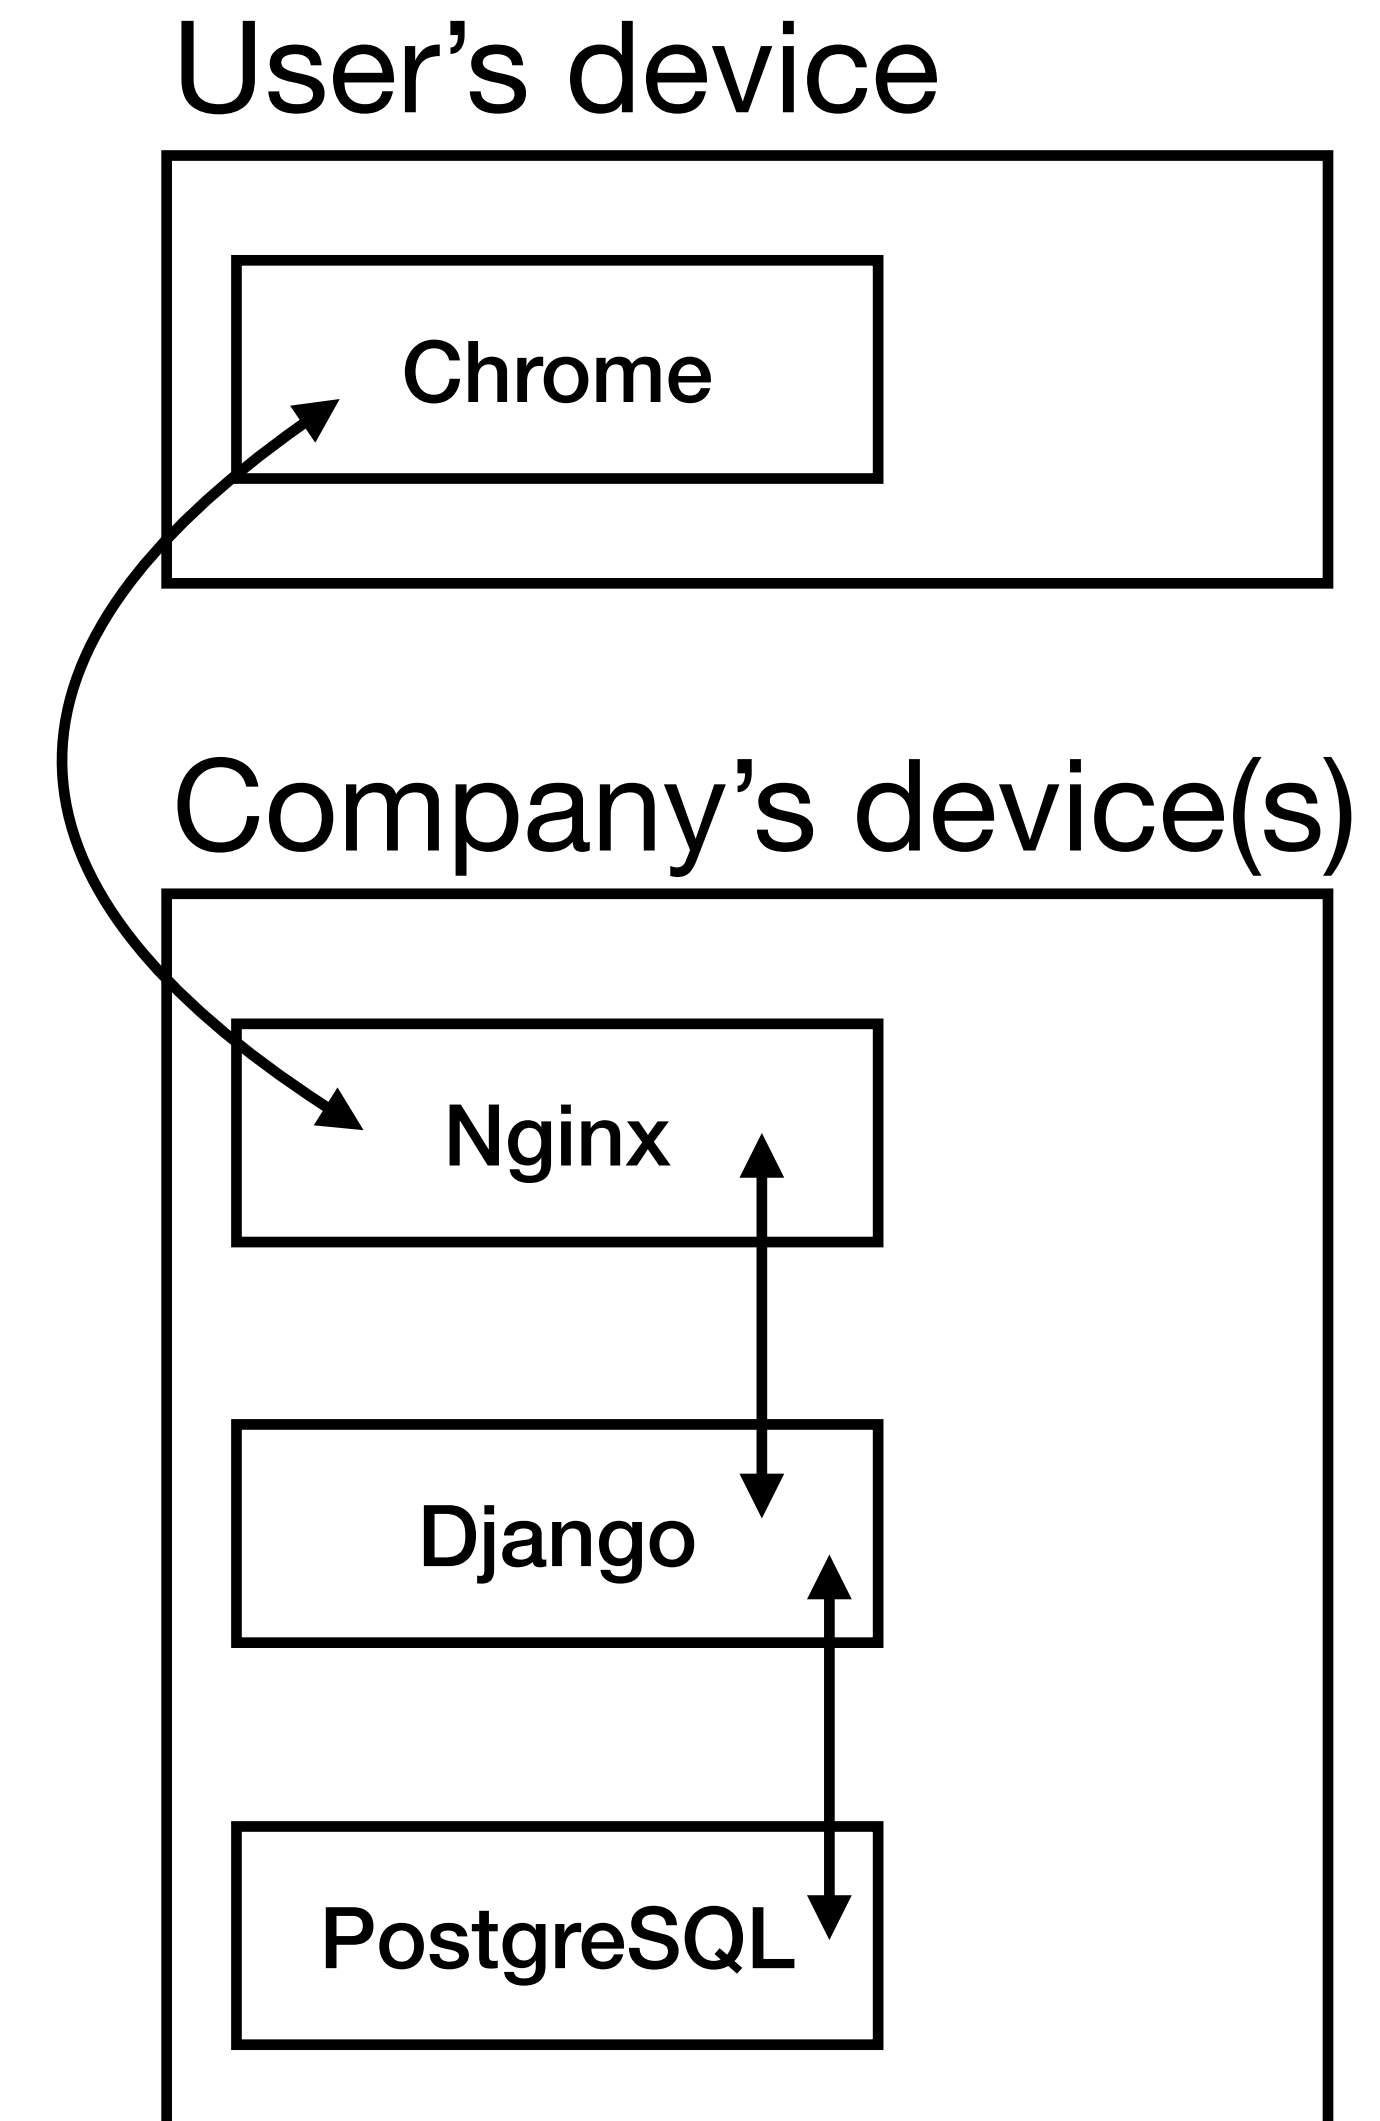 User’s device
Chrome
Company’s device(s)
Nginx
Django
PostgreSQL